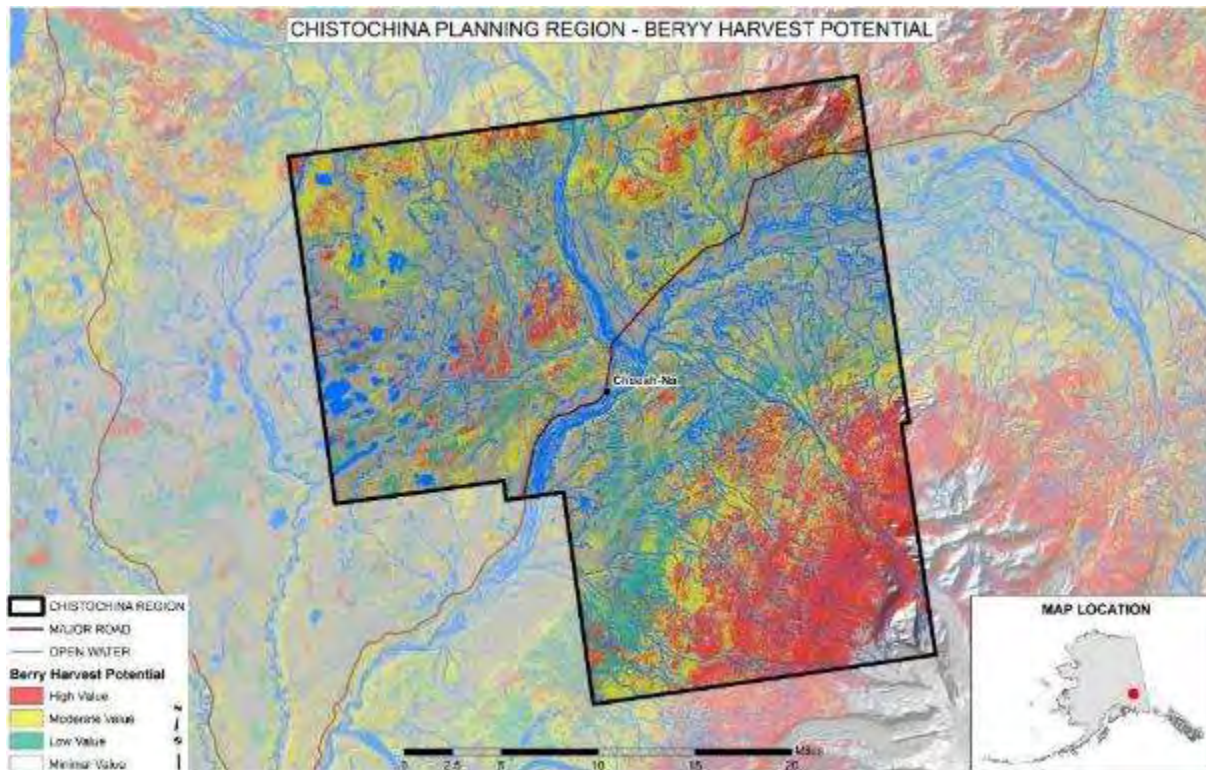 CHISTOCHINA PLANNING REGION - BERYY HARVEST POTENTIAL
Cheesh-Na
CHISTOCHINA REGION
MAJOR ROAD
OPEN WATER
Berry Harvest Potential
High Value
Moderate Value
Low Value
Minimal Value
0 2.5 5 10 15 20
Miles
MAP LOCATION